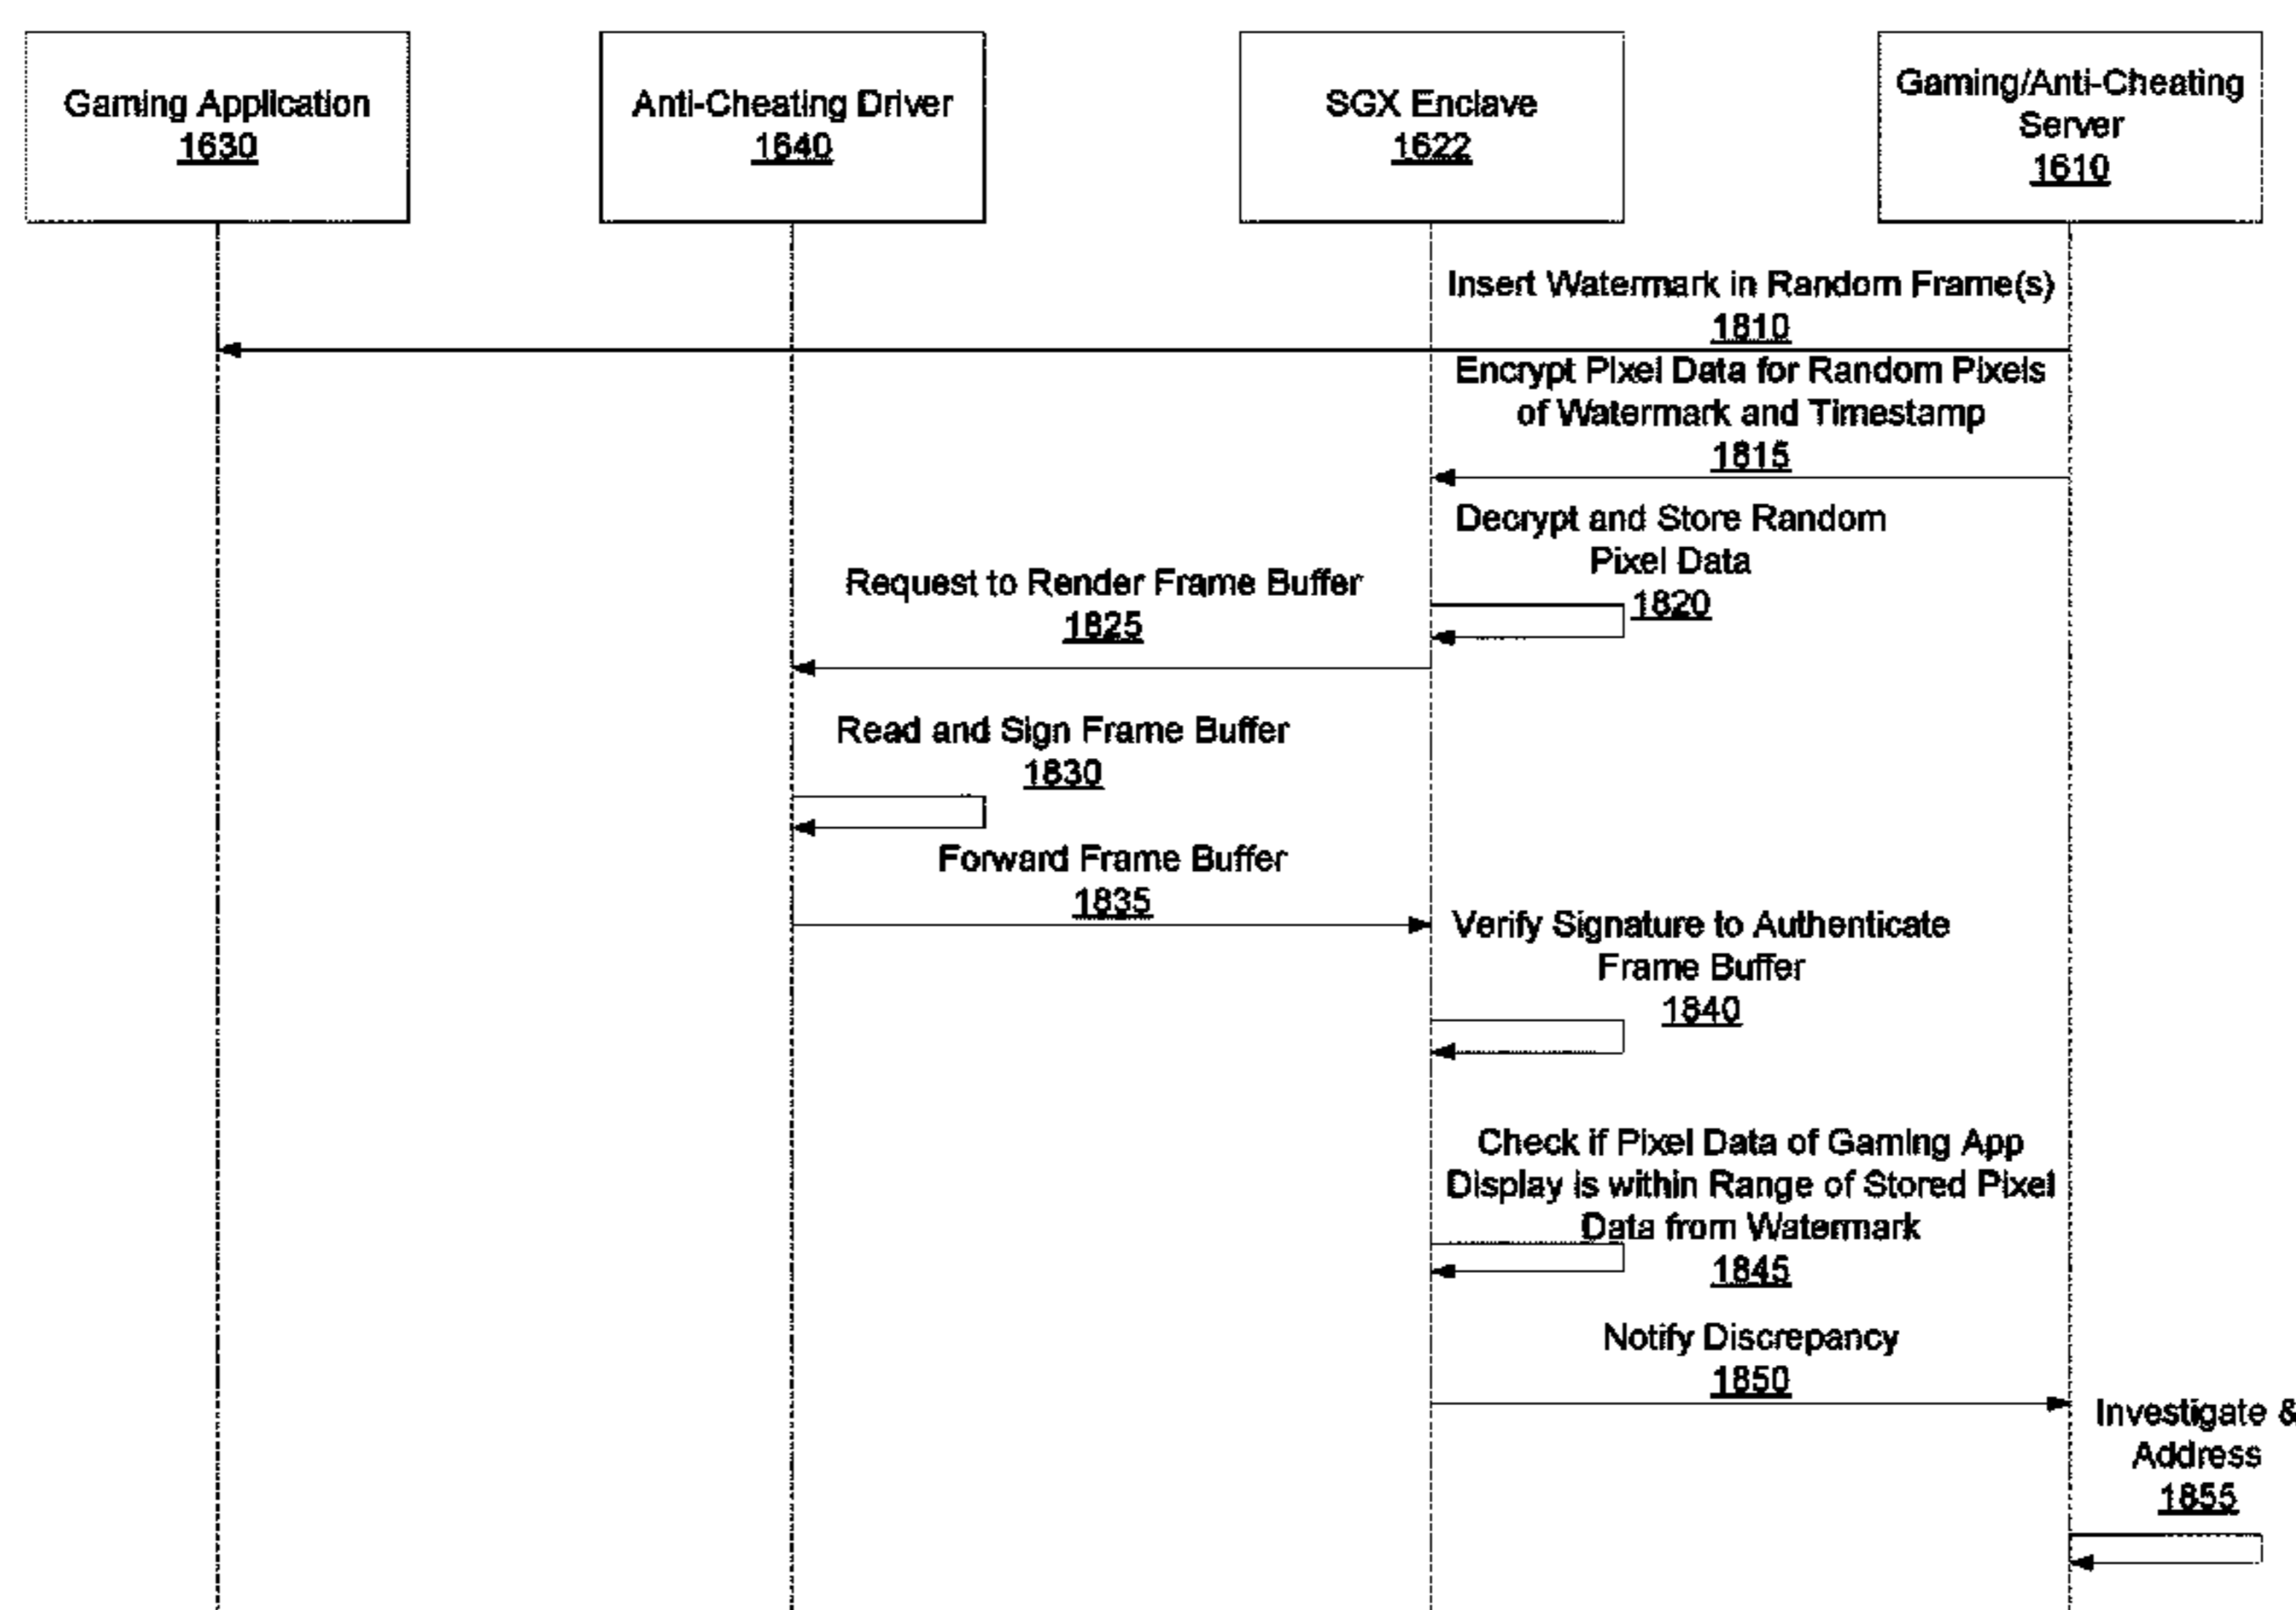 Gaming Application
1630
Anti-Cheating Driver
1640
SGX Enclave
1622
Gaming/Anti-Cheating
Server
1610
Insert Watermark in Random Frame(s)
1810
Encrypt Pixel Data for Random Pixels
of Watermark and Timestamp
1815
Decrypt and Store Random
Pixel Data
1820
Request to Render Frame Buffer
1825
Read and Sign Frame Buffer
1830
Forward Frame Buffer
1835
Verify Signature to Authenticate
Frame Buffer
1840
Check if Pixel Data of Gaming App
Display is within Range of Stored Pixel
Data from Watermark
1845
Notify Discrepancy
1850
Investigate &
Address
1855